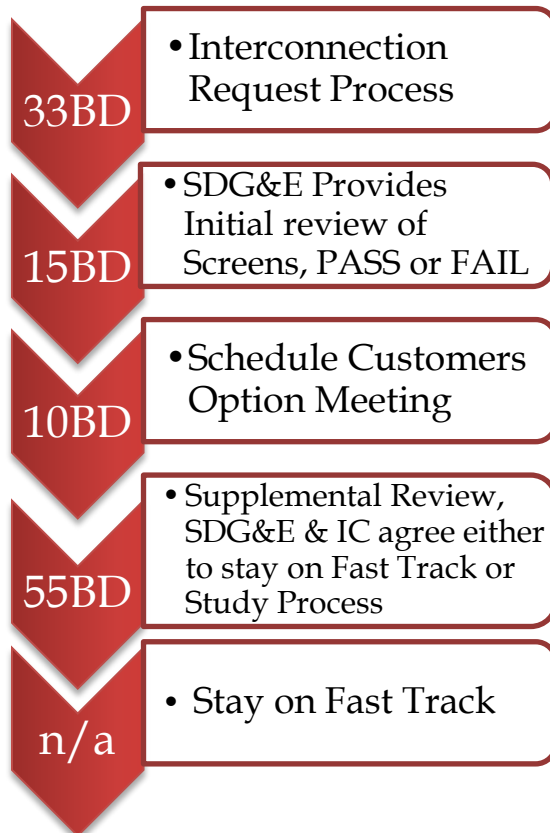 33BD
•Interconnection
Request Process
15BD
•SDG&E Provides
Initial review of
Screens, PASS or FAIL
10BD
•Schedule Customers
Option Meeting
55BD
•Supplemental Review,
SDG&E & IC agree either
to stay on Fast Track or
Study Process
n/a
• Stay on Fast Track